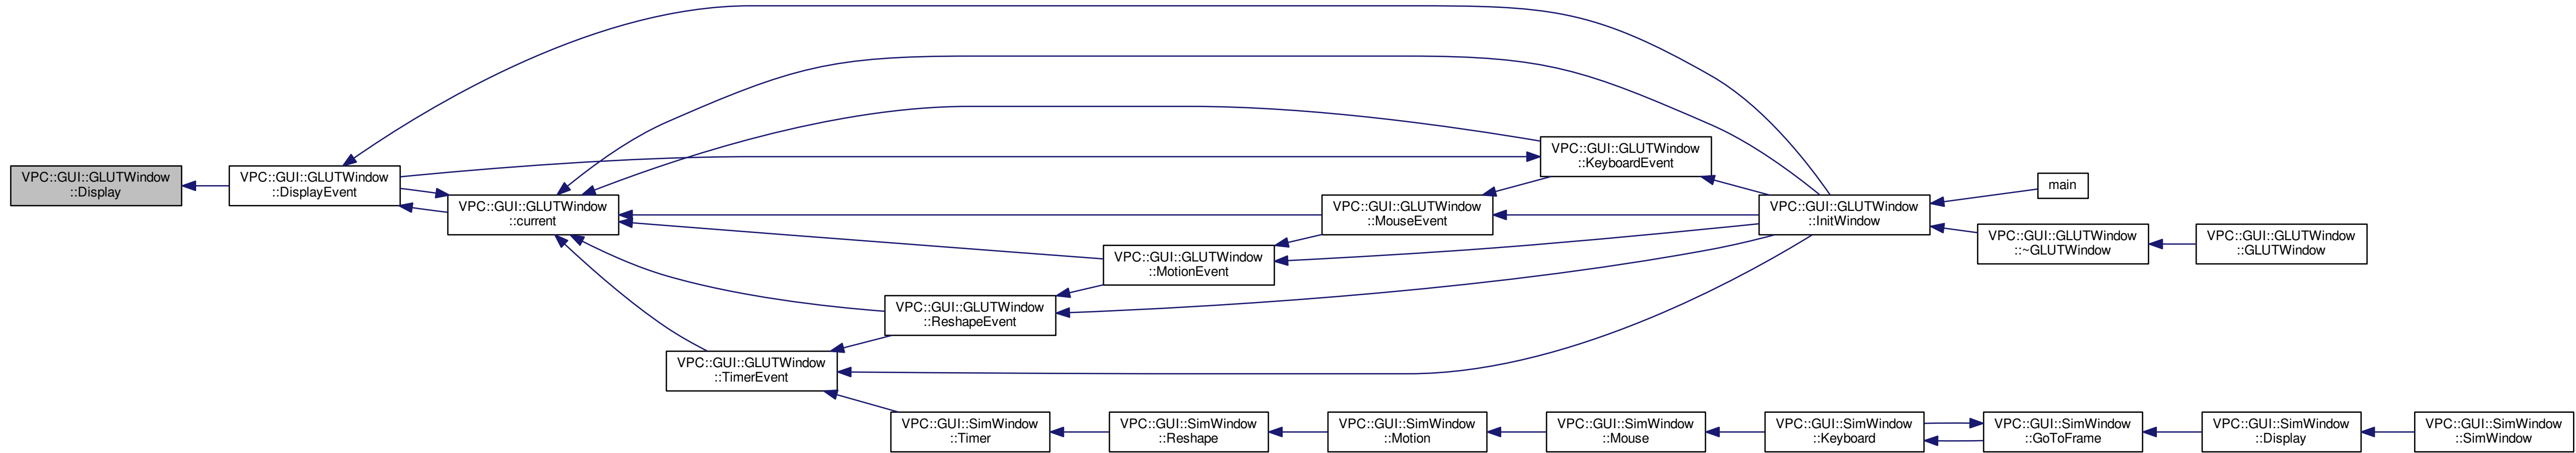 VPC::GUI::GLUTWindow
::Display
VPC::GUI::GLUTWindow
::DisplayEvent
VPC::GUI::GLUTWindow
::current
VPC::GUI::GLUTWindow
::KeyboardEvent
VPC::GUI::GLUTWindow
::MouseEvent
VPC::GUI::GLUTWindow
::MotionEvent
VPC::GUI::GLUTWindow
::ReshapeEvent
VPC::GUI::GLUTWindow
::TimerEvent
VPC::GUI::GLUTWindow
::InitWindow
main
VPC::GUI::GLUTWindow
::~GLUTWindow
VPC::GUI::GLUTWindow
::GLUTWindow
VPC::GUI::SimWindow
::Timer
VPC::GUI::SimWindow
::Reshape
VPC::GUI::SimWindow
::Motion
VPC::GUI::SimWindow
::Mouse
VPC::GUI::SimWindow
::Keyboard
VPC::GUI::SimWindow
::GoToFrame
VPC::GUI::SimWindow
::Display
VPC::GUI::SimWindow
::SimWindow